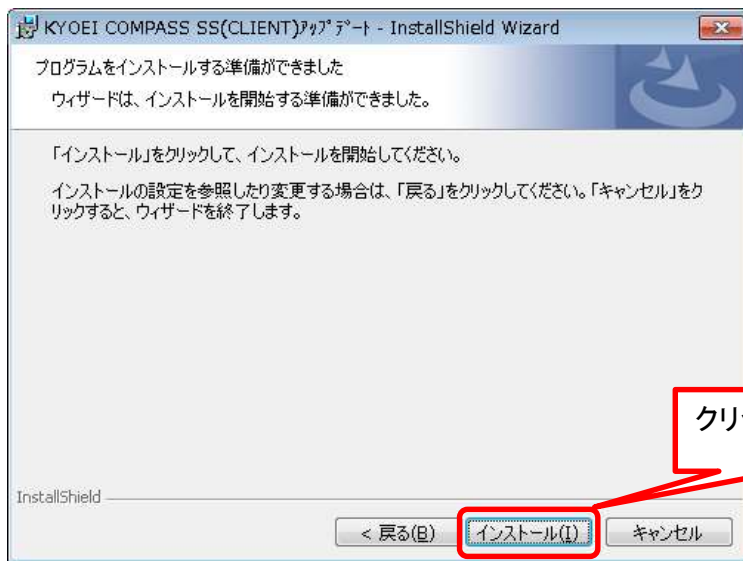 KYOEI COMPASS SS(CLIENT)ｱｯﾌﾟﾃﾞｰﾄ - InstallShield Wizard
プログラムをインストールする準備ができました
ウィザードは、インストールを開始する準備ができました。
「インストール」をクリックして、インストールを開始してください。
インストールの設定を参照したり変更する場合は、「戻る」をクリックしてください。「キャンセル」をク
リックすると、ウィザードを終了します。
クリ
InstallShield
< 戻る(B) インストール(I) キャンセル